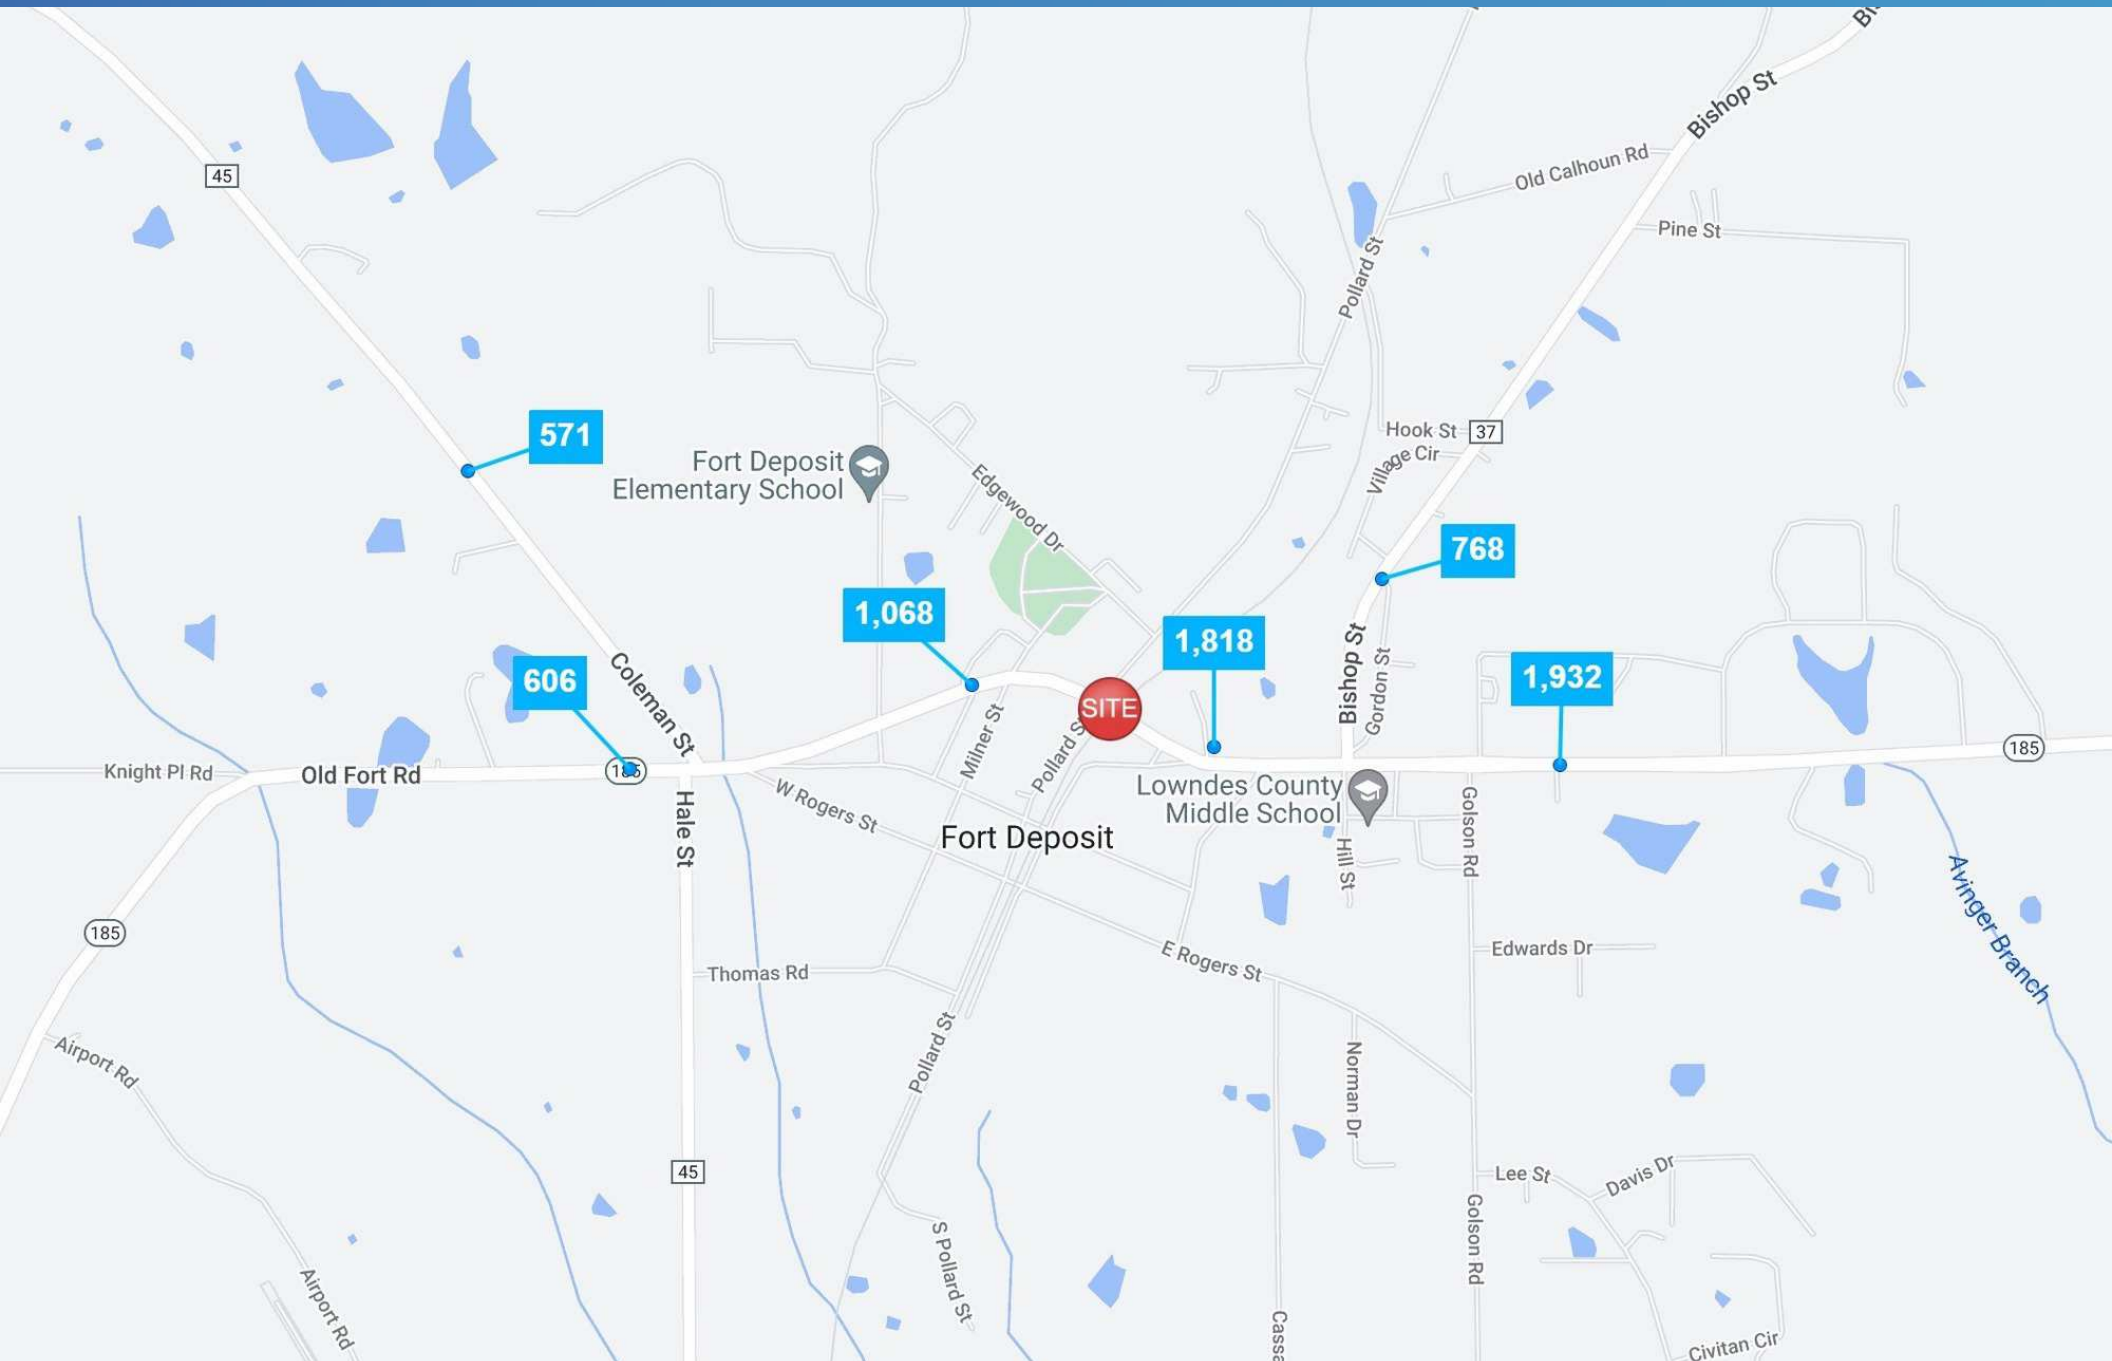 Bishop St
Old Calhoun Rd
45
Pine St
Pollard St
571
Hook St
37
Village Cir
Fort Deposit
Elementary School
Edgewood Dr
768
1,068
1,818
Coleman St
606
Bishop St
Gordon St
1,932
SITE
Milner St
Pollard S
185
Knight Pl Rd
Old Fort Rd
185
W Rogers St
Hale St
Lowndes County
Middle School
Fort Deposit
Golson Rd
Hill St
185
Avinger Branch
E Rogers St
Edwards Dr
Thomas Rd
Pollard St
Airport Rd
Norman Dr
45
Lee St
Davis Dr
Golson Rd
S Pollard St
Airport Rd
Cassa
Civitan Cir